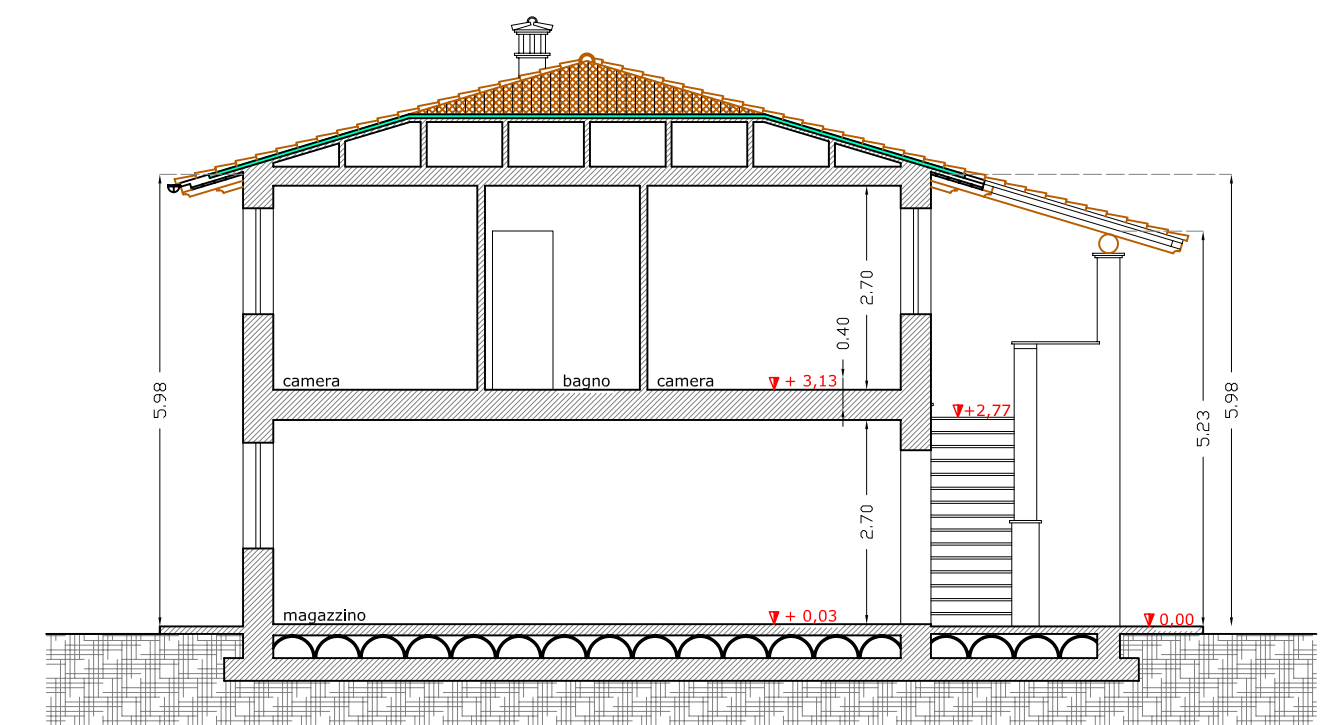 2.70
0.40
camera
bagno
camera
+ 3,13
5.98
+2,77
5.98
5.23
2.70
magazzino
+ 0,03
0,00